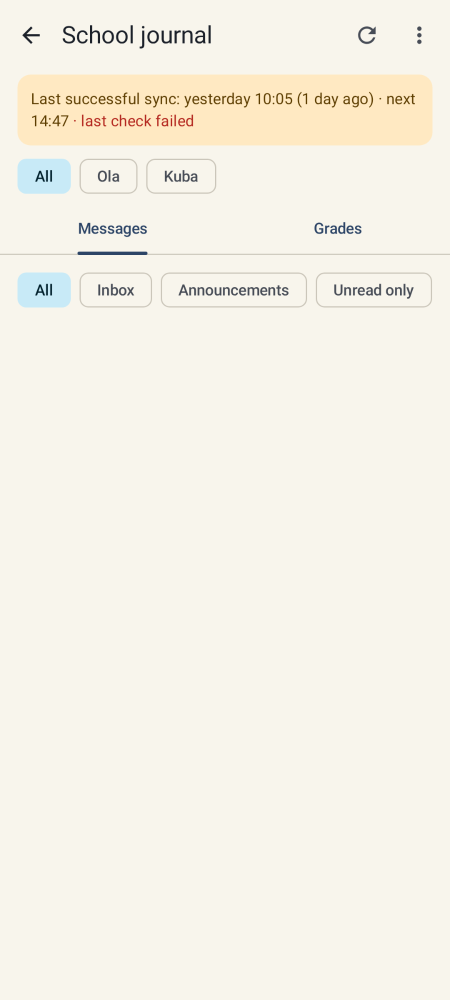 School journal
Last successful sync: yesterday 10:05 (1 day ago) · next
14:47 · last check failed
All Ola Kuba
Messages Grades
All Inbox Announcements Unread only